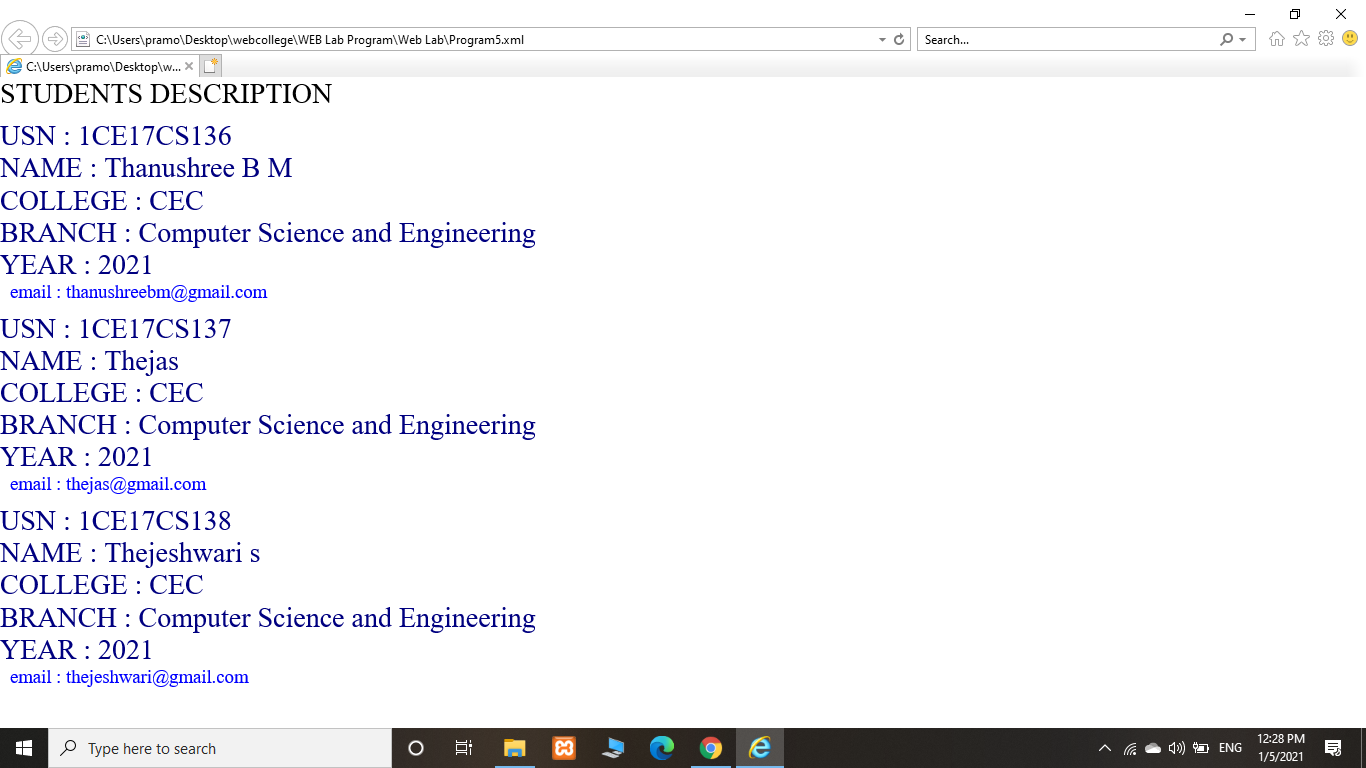 C:\Users\pramo\Desktop\webcollege\WEB Lab Program\Web Lab\Program5.xml
Search...
C:\Users\pramo\Desktop\w...
STUDENTS DESCRIPTION
USN : 1CE17CS136
NAME : Thanushree B M
COLLEGE : CEC
BRANCH : Computer Science and Engineering
YEAR : 2021
email : thanushreebm@gmail.com
USN : 1CE17CS137
NAME : Thejas
COLLEGE : CEC
BRANCH : Computer Science and Engineering
YEAR : 2021
email : thejas@gmail.com
USN : 1CE17CS138
NAME : Thejeshwari s
COLLEGE : CEC
BRANCH : Computer Science and Engineering
YEAR : 2021
email : thejeshwari@gmail.com
Type here to search
ENG
12:28 PM
1/5/2021